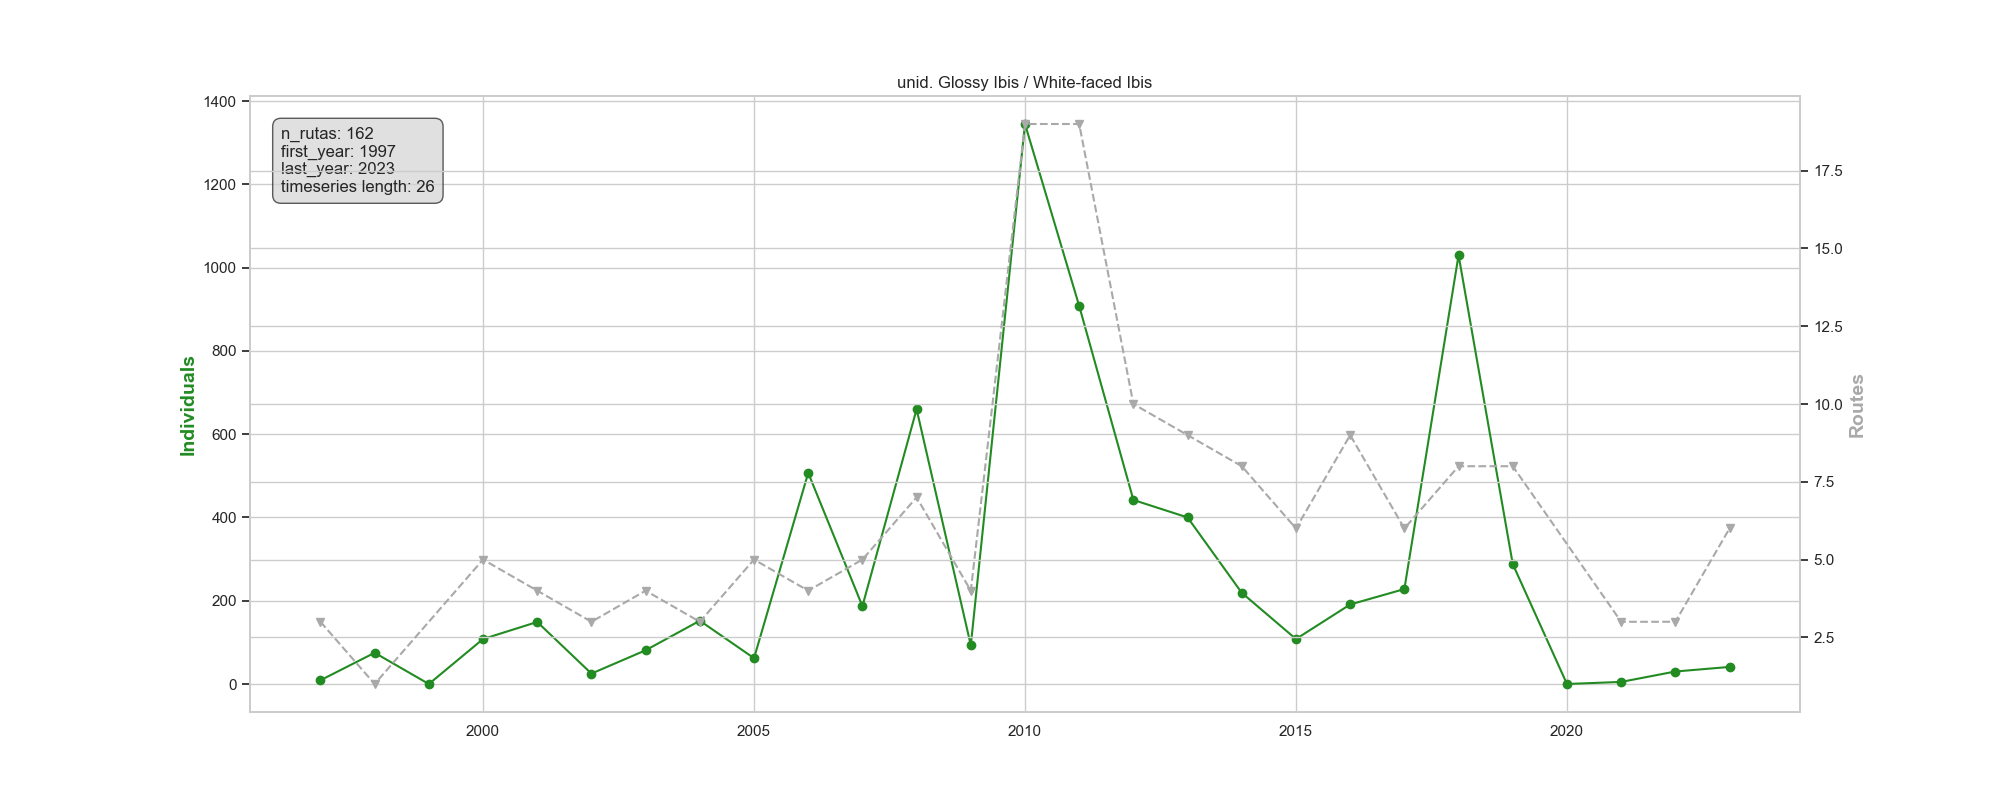 unid. Glossy Ibis / White-faced Ibis
n_rutas: 162
first_year: 1997
last_year: 2023
timeseries length: 26
Individuals
1400
1200
1000
800
600
400
200
0
17.5
15.0
12.5
10.0
7.5
5.0
2.5
Routes
2000 2005 2010 2015 2020